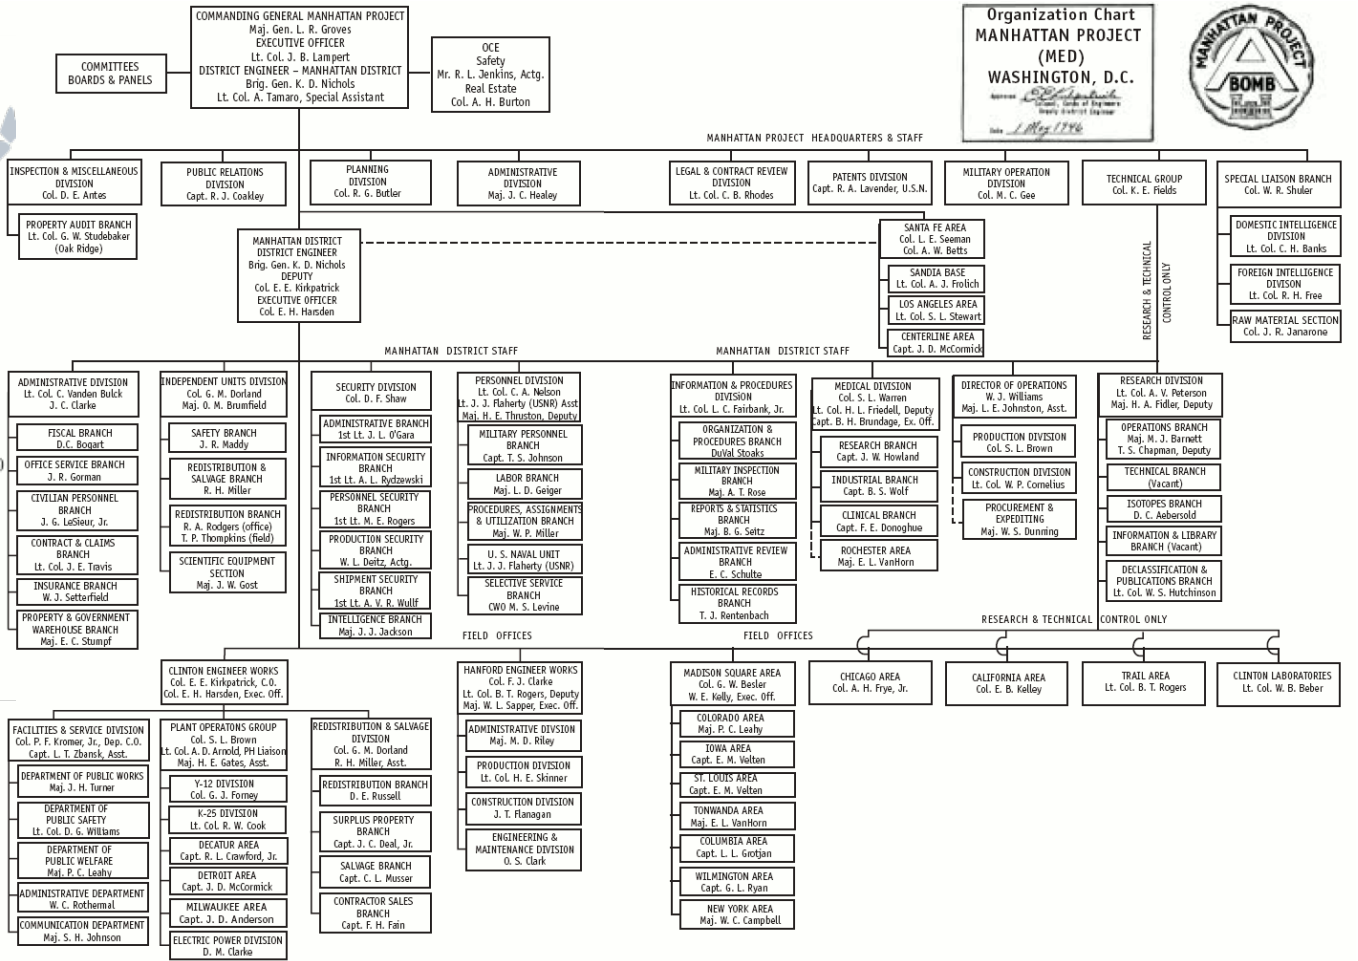 COMMANDING GENERAL MANHATTAN PROJECT
Maj. Gen. L. R. Groves
EXECUTIVE OFFICER
Lt. Col. J. B. Lampert
DISTRICT ENGINEER – MANHATTAN DISTRICT
Brig. Gen. K. D. Nichols
Lt. Col. A. Tamaro, Special Assistant
COMMITTEES
BOARDS & PANELS
OCE
Safety
Mr. R. L. Jenkins, Actg.
Real Estate
Col. A. H. Burton
Organization Chart
MANHATTAN PROJECT
(MED)
WASHINGTON, D.C.
Approved
Colonel, Corps of Engineers
Deputy District Engineer
Date 1 May 1946
MANHATTAN PROJECT
A
BOMB
MANHATTAN PROJECT HEADQUARTERS & STAFF
INSPECTION & MISCELLANEOUS
DIVISION
Col. D. E. Antes
PROPERTY AUDIT BRANCH
Lt. Col. G. W. Studebaker
(Oak Ridge)
PUBLIC RELATIONS
DIVISION
Capt. R. J. Coakley
PLANNING
DIVISION
Col. R. G. Butler
ADMINISTRATIVE
DIVISION
Maj. J. C. Healey
LEGAL & CONTRACT REVIEW
DIVISION
Lt. Col. C. B. Rhodes
PATENTS DIVISION
Capt. R. A. Lavender, U.S.N.
MILITARY OPERATION
DIVISION
Col. M. C. Gee
TECHNICAL GROUP
Col. K. E. Fields
SPECIAL LIAISON BRANCH
Col. W. R. Shuler
DOMESTIC INTELLIGENCE
DIVISION
Lt. Col. C. H. Banks
FOREIGN INTELLIGENCE
DIVISON
Lt. Col. R. H. Free
RAW MATERIAL SECTION
Col. J. R. Janarone
MANHATTAN DISTRICT
DISTRICT ENGINEER
Brig. Gen. K. D. Nichols
DEPUTY
Col. E. E. Kirkpatrick
EXECUTIVE OFFICER
Col. E. H. Harsden
SANTA FE AREA
Col. L. E. Seeman
Col. A. W. Betts
SANDIA BASE
Lt. Col. A. J. Frolich
LOS ANGELES AREA
Lt. Col. S. L. Stewart
CENTERLINE AREA
Capt. J. D. McCormick
RESEARCH & TECHNICAL
CONTROL ONLY
MANHATTAN DISTRICT STAFF
MANHATTAN DISTRICT STAFF
ADMINISTRATIVE DIVISION
Lt. Col. C. Vanden Bulck
J. C. Clarke
FISCAL BRANCH
D.C. Bogart
OFFICE SERVICE BRANCH
J. R. Gorman
CIVILIAN PERSONNEL
BRANCH
J. G. LeSieur, Jr.
CONTRACT & CLAIMS
BRANCH
Lt. Col. J. E. Travis
INSURANCE BRANCH
W. J. Setterfield
PROPERTY & GOVERNMENT
WAREHOUSE BRANCH
Maj. E. C. Stumpf
INDEPENDENT UNITS DIVISION
Col. G. M. Dorland
Maj. O. M. Brumfield
SAFETY BRANCH
J. R. Maddy
REDISTRIBUTION &
SALVAGE BRANCH
R. H. Miller
REDISTRIBUTION BRANCH
R. A. Rodgers (office)
T. P. Thompkins (field)
SCIENTIFIC EQUIPMENT
SECTION
Maj. J. W. Gost
SECURITY DIVISION
Col. D. F. Shaw
ADMINISTRATIVE BRANCH
1st Lt. J. L. O'Gara
INFORMATION SECURITY
BRANCH
1st Lt. A. L. Rydzewski
PERSONNEL SECURITY
BRANCH
1st Lt. M. E. Rogers
PRODUCTION SECURITY
BRANCH
W. L. Deitz, Actg.
SHIPMENT SECURITY
BRANCH
1st Lt. A. V. R. Wullf
INTELLIGENCE BRANCH
Maj. J. J. Jackson
PERSONNEL DIVISION
Lt. Col. C. A. Nelson
Lt. J. J. Flaherty (USNR) Asst
Maj. H. E. Thruston, Deputy
MILITARY PERSONNEL
BRANCH
Capt. T. S. Johnson
LABOR BRANCH
Maj. L. D. Geiger
PROCEDURES, ASSIGNMENTS
& UTILIZATION BRANCH
Maj. W. P. Miller
U. S. NAVAL UNIT
Lt. J. J. Flaherty (USNR)
SELECTIVE SERVICE
BRANCH
CWO M. S. Levine
INFORMATION & PROCEDURES
DIVISION
Lt. Col. L. C. Fairbank, Jr.
ORGANIZATION &
PROCEDURES BRANCH
DuVal Stoaks
MILITARY INSPECTION
BRANCH
Maj. A. T. Rose
REPORTS & STATISTICS
BRANCH
Maj. B. G. Seitz
ADMINISTRATIVE REVIEW
BRANCH
E. C. Schulte
HISTORICAL RECORDS
BRANCH
T. J. Rentenbach
MEDICAL DIVISION
Col. S. L. Warren
Lt. Col. H. L. Friedell, Deputy
Capt. B. H. Brundage, Ex. Off.
RESEARCH BRANCH
Capt. J. W. Howland
INDUSTRIAL BRANCH
Capt. B. S. Wolf
CLINICAL BRANCH
Capt. F. E. Donoghue
ROCHESTER AREA
Maj. E. L. VanHorn
DIRECTOR OF OPERATIONS
W. J. Williams
Maj. L. E. Johnston, Asst.
PRODUCTION DIVISION
Col. S. L. Brown
CONSTRUCTION DIVISION
Lt. Col. W. P. Cornelius
PROCUREMENT &
EXPEDITING
Maj. W. S. Dunning
RESEARCH DIVISION
Lt. Col. A. V. Peterson
Maj. H. A. Fidler, Deputy
OPERATIONS BRANCH
Maj. M. J. Barnett
T. S. Chapman, Deputy
TECHNICAL BRANCH
(Vacant)
ISOTOPES BRANCH
D. C. Aebersold
INFORMATION & LIBRARY
BRANCH (Vacant)
DECLASSIFICATION &
PUBLICATIONS BRANCH
Lt. Col. W. S. Hutchinson
FIELD OFFICES
FIELD OFFICES
RESEARCH & TECHNICAL CONTROL ONLY
CLINTON ENGINEER WORKS
Col. E. E. Kirkpatrick, C.O.
Col. E. H. Harsden, Exec. Off.
HANFORD ENGINEER WORKS
Col. F. J. Clarke
Lt. Col. B. T. Rogers, Deputy
Maj. W. L. Sapper, Exec. Off.
MADISON SQUARE AREA
Col. G. W. Besler
W. E. Kelly, Exec. Off.
CHICAGO AREA
Col. A. H. Frye, Jr.
CALIFORNIA AREA
Col. E. B. Kelley
TRAIL AREA
Lt. Col. B. T. Rogers
CLINTON LABORATORIES
Lt. Col. W. B. Beber
FACILITIES & SERVICE DIVISION
Col. P. F. Kromer, Jr., Dep. C.O.
Capt. L. T. Zbansk, Asst.
DEPARTMENT OF PUBLIC WORKS
Maj. J. H. Turner
DEPARTMENT OF
PUBLIC SAFETY
Lt. Col. D. G. Williams
DEPARTMENT OF
PUBLIC WELFARE
Maj. P. C. Leahy
ADMINISTRATIVE DEPARTMENT
W. C. Rothermal
COMMUNICATION DEPARTMENT
Maj. S. H. Johnson
PLANT OPERATONS GROUP
Col. S. L. Brown
Lt. Col. A. D. Arnold, PH Liaison
Maj. H. E. Gates, Asst.
Y-12 DIVISION
Col. G. J. Forney
K-25 DIVISION
Lt. Col. R. W. Cook
DECATUR AREA
Capt. R. L. Crawford, Jr.
DETROIT AREA
Capt. J. D. McCormick
MILWAUKEE AREA
Capt. J. D. Anderson
ELECTRIC POWER DIVISION
D. M. Clarke
REDISTRIBUTION & SALVAGE
DIVISION
Col. G. M. Dorland
R. H. Miller, Asst.
REDISTRIBUTION BRANCH
D. E. Russell
SURPLUS PROPERTY
BRANCH
Capt. J. C. Deal, Jr.
SALVAGE BRANCH
Capt. C. L. Musser
CONTRACTOR SALES
BRANCH
Capt. F. H. Fain
ADMINISTRATIVE DIVSION
Maj. M. D. Riley
PRODUCTION DIVISION
Lt. Col. H. E. Skinner
CONSTRUCTION DIVISION
J. T. Flanagan
ENGINEERING &
MAINTENANCE DIVISION
O. S. Clark
COLORADO AREA
Maj. P. C. Leahy
IOWA AREA
Capt. E. M. Velten
ST. LOUIS AREA
Capt. E. M. Velten
TONWANDA AREA
Maj. E. L. VanHorn
COLUMBIA AREA
Capt. L. L. Grotjan
WILMINGTON AREA
Capt. G. L. Ryan
NEW YORK AREA
Maj. W. C. Campbell